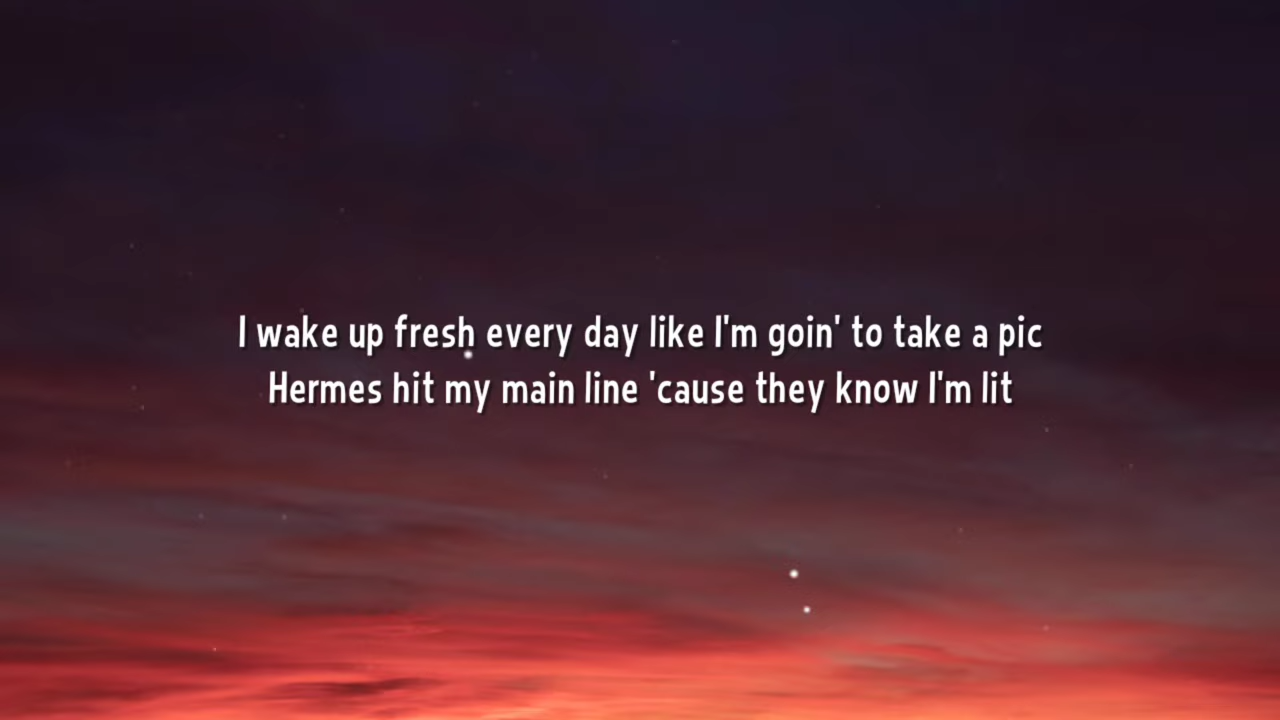 I wake up fresh every day like I'm goin' to take a pic
Hermes hit my main line 'cause they know I'm lit